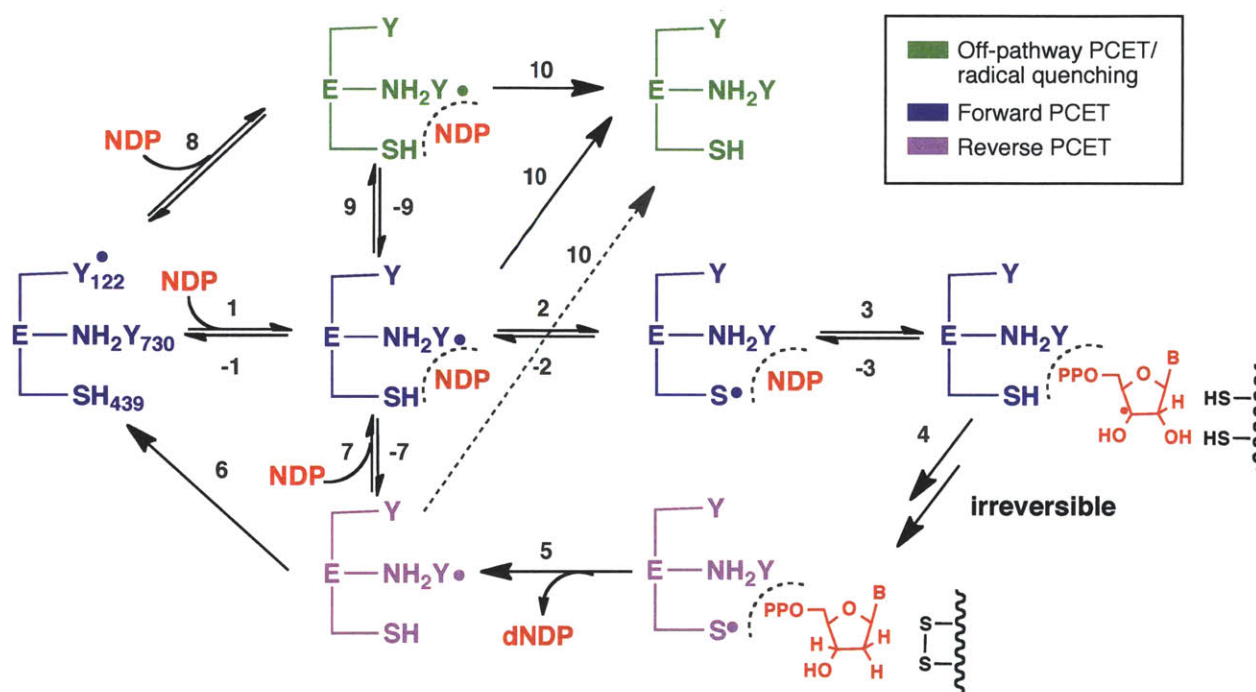 Y
E NH₂Y •
SH NDP
10
Y
E NH₂Y
SH
Off-pathway PCET/
radical quenching
Forward PCET
Reverse PCET
NDP 8
9 -9
10
10
Y•₁₂₂
E NH₂Y₇₃₀
SH₄₃₉
NDP
1
-1
Y
E NH₂Y•
SH NDP
2
-2
Y
E NH₂Y
S• NDP
3
-3
Y
E NH₂Y
SH
PPO O B
H
HO OH
HS
HS
6
NDP 7 -7
4
irreversible
Y
E NH₂Y•
SH
5
dNDP
Y
E NH₂Y
S•
PPO O B
H H
HO H
S
S